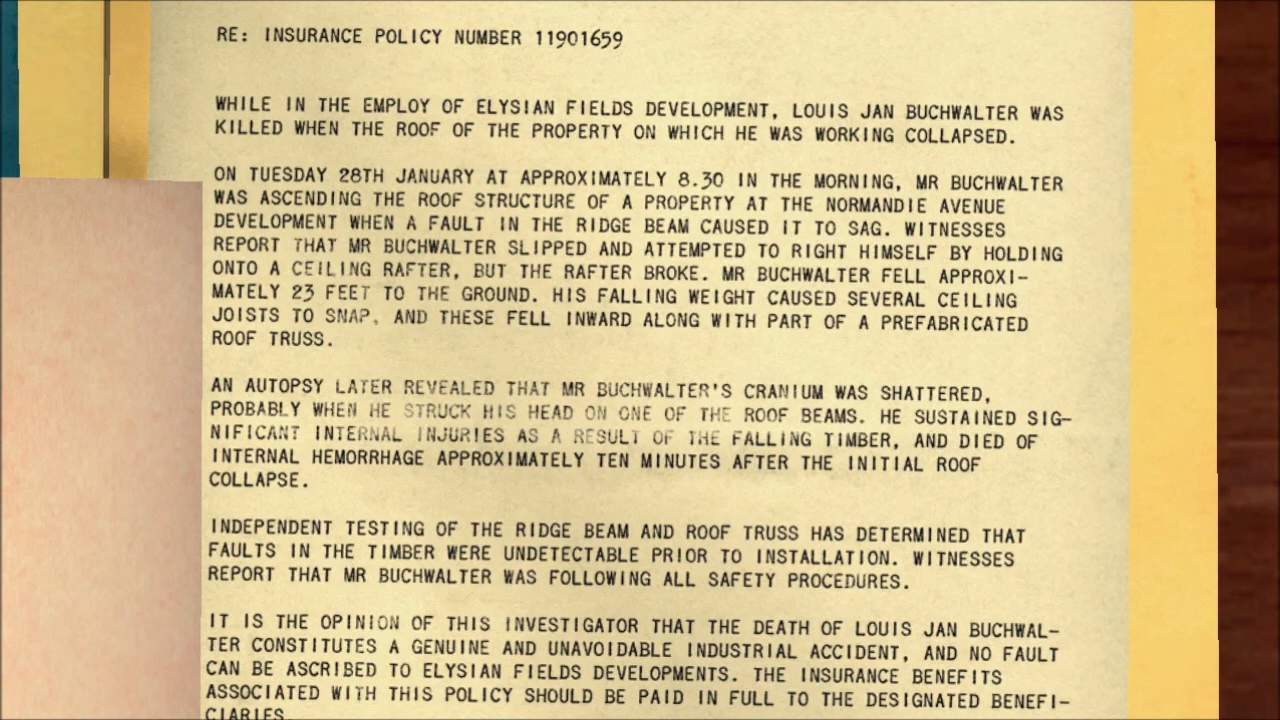 RE: INSURANCE POLICY NUMBER 11901659
WHILE IN THE EMPLOY OF ELYSIAN FIELDS DEVELOPMENT, LOUIS JAN BUCHWALTER WAS
KILLED WHEN THE ROOF OF THE PROPERTY ON WHICH HE WAS WORKING COLLAPSED.
ON TUESDAY 28TH JANUARY AT APPROXIMATELY 8.30 IN THE MORNING, MR BUCHWALTER
WAS ASCENDING THE ROOF STRUCTURE OF A PROPERTY AT THE NORMANDIE AVENUE
DEVELOPMENT WHEN A FAULT IN THE RIDGE BEAM CAUSED IT TO SAG. WITNESSES
REPORT THAT MR BUCHWALTER SLIPPED AND ATTEMPTED TO RIGHT HIMSELF BY HOLDING
ONTO A CEILING RAFTER, BUT THE RAFTER BROKE. MR BUCHWALTER FELL APPROXI-
MATELY 23 FEET TO THE GROUND. HIS FALLING WEIGHT CAUSED SEVERAL CEILING
JOISTS TO SNAP, AND THESE FELL INWARD ALONG WITH PART OF A PREFABRICATED
ROOF TRUSS.
AN AUTOPSY LATER REVEALED THAT MR BUCHWALTER'S CRANIUM WAS SHATTERED,
PROBABLY WHEN HE STRUCK HIS HEAD ON ONE OF THE ROOF BEAMS. HE SUSTAINED SIG-
NIFICANT INTERNAL INJURIES AS A RESULT OF THE FALLING TIMBER, AND DIED OF
INTERNAL HEMORRHAGE APPROXIMATELY TEN MINUTES AFTER THE INITIAL ROOF
COLLAPSE.
INDEPENDENT TESTING OF THE RIDGE BEAM AND ROOF TRUSS HAS DETERMINED THAT
FAULTS IN THE TIMBER WERE UNDETECTABLE PRIOR TO INSTALLATION. WITNESSES
REPORT THAT MR BUCHWALTER WAS FOLLOWING ALL SAFETY PROCEDURES.
IT IS THE OPINION OF THIS INVESTIGATOR THAT THE DEATH OF LOUIS JAN BUCHWAL-
TER CONSTITUTES A GENUINE AND UNAVOIDABLE INDUSTRIAL ACCIDENT, AND NO FAULT
CAN BE ASCRIBED TO ELYSIAN FIELDS DEVELOPMENTS. THE INSURANCE BENEFITS
ASSOCIATED WITH THIS POLICY SHOULD BE PAID IN FULL TO THE DESIGNATED BENEFI-
CIARIES.